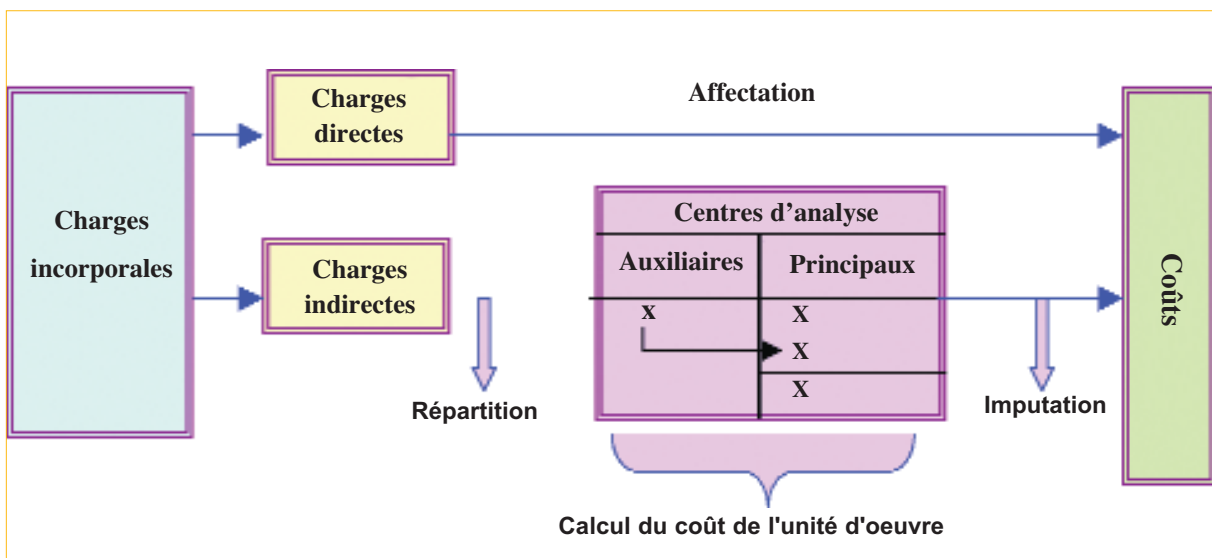 Charges
directes
Affectation
Charges
incorporales
Charges
indirectes
Répartition
Centres d'analyse
Auxiliaires
Principaux
x
X
X
X
Imputation
Coûts
Calcul du coût de l'unité d'oeuvre